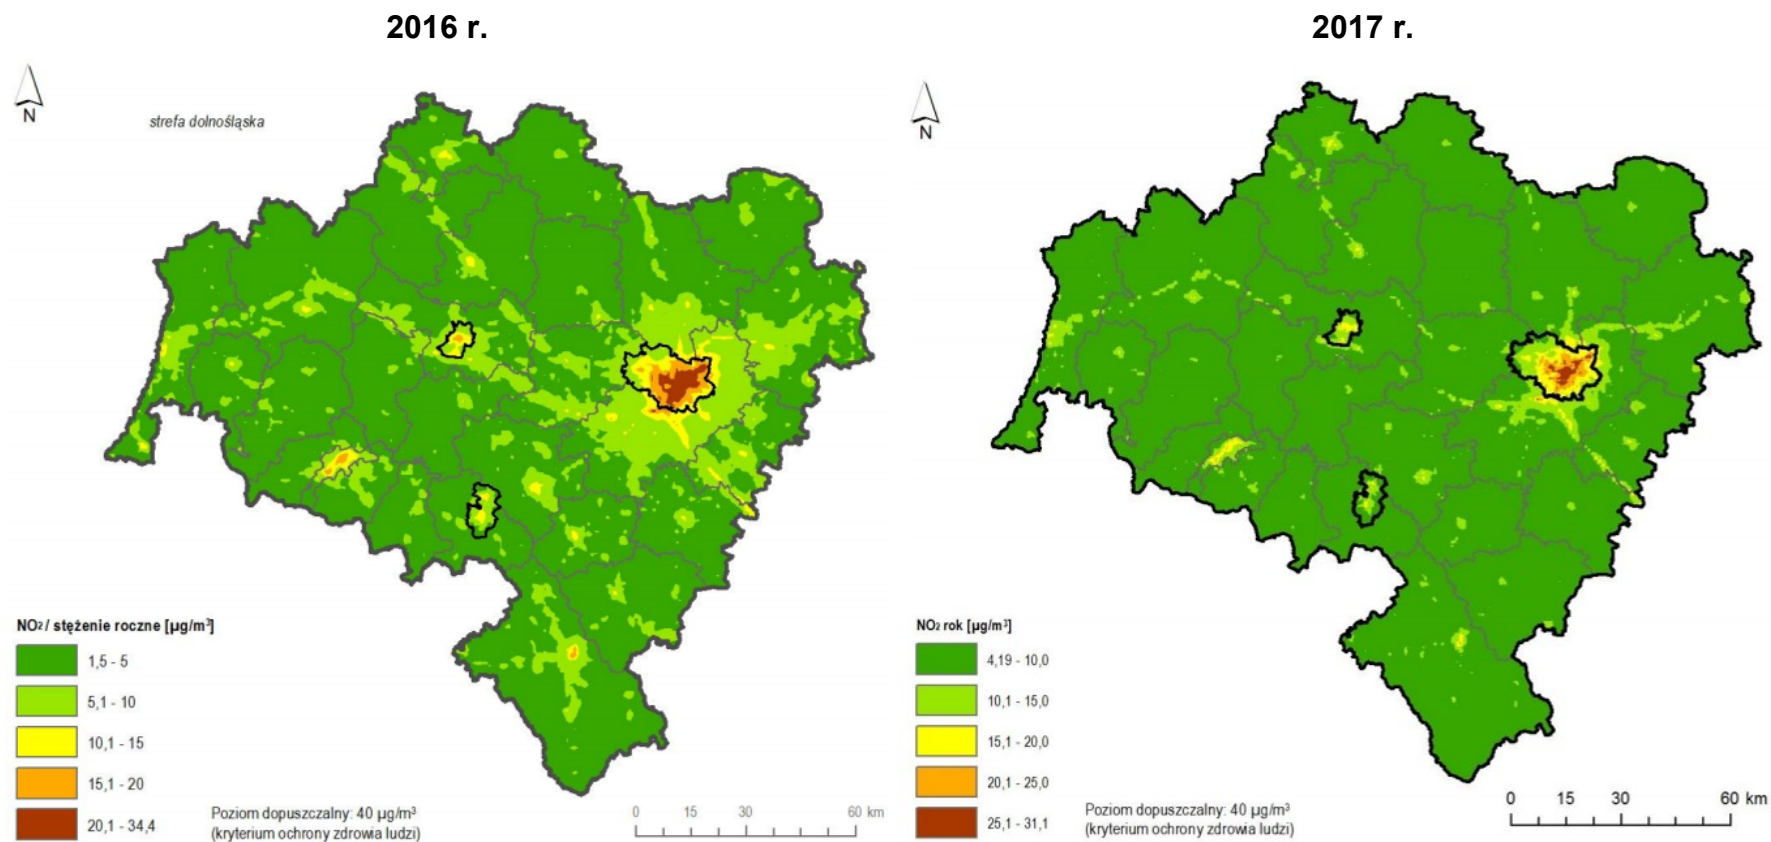 2016 r.
N
strefa dolnośląska
NO2 / stężenie roczne [µg/m³]
1,5 - 5
5,1 - 10
10,1 - 15
15,1 - 20
20,1 - 34,4
Poziom dopuszczalny: 40 µg/m³
(kryterium ochrony zdrowia ludzi)
0 15 30 60 km
2017 r.
N
NO2 rok [µg/m³]
4,19 - 10,0
10,1 - 15,0
15,1 - 20,0
20,1 - 25,0
25,1 - 31,1
Poziom dopuszczalny: 40 µg/m³
(kryterium ochrony zdrowia ludzi)
0 15 30 60 km